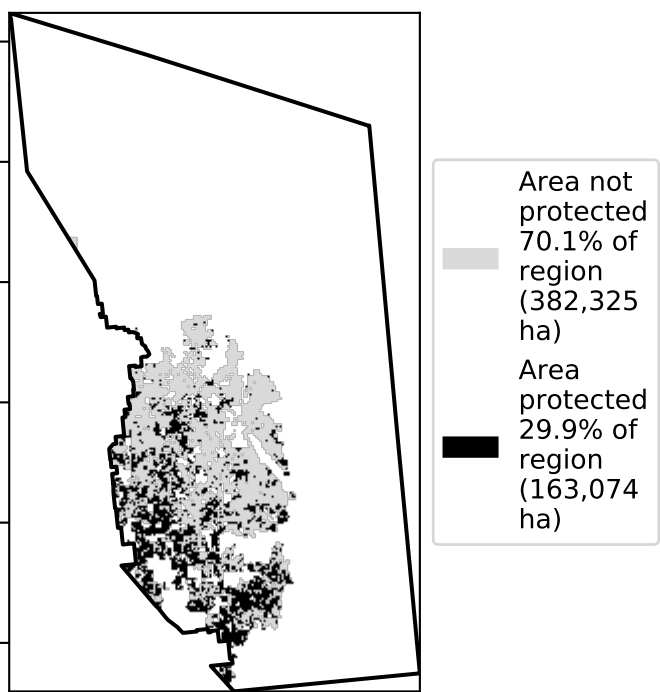 Area not
protected
70.1% of
region
(382,325
ha)
Area
protected
29.9% of
region
(163,074
ha)